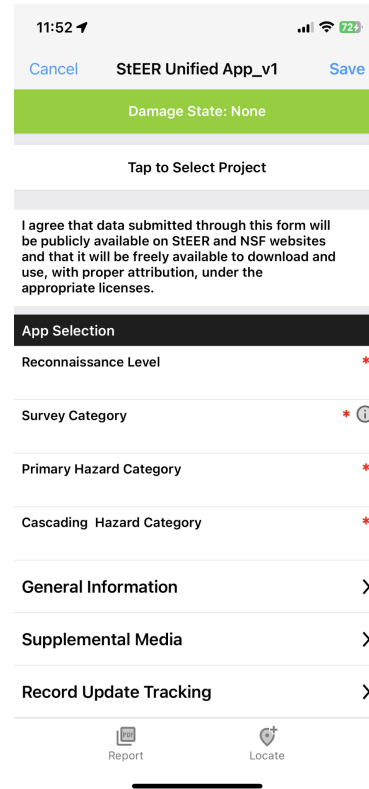 11:52
72
Cancel StEER Unified App_v1 Save
Damage State: None
Tap to Select Project
I agree that data submitted through this form will
be publicly available on StEER and NSF websites
and that it will be freely available to download and
use, with proper attribution, under the
appropriate licenses.
App Selection
Reconnaissance Level *
Survey Category * i
Primary Hazard Category *
Cascading Hazard Category *
General Information
Supplemental Media
Record Update Tracking
PDF
Report Locate